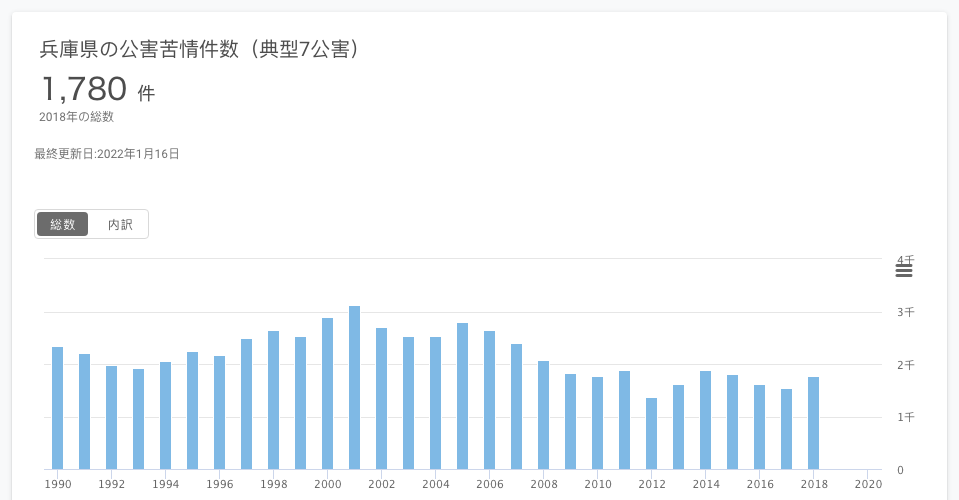 兵庫県の公害苦情件数（典型7公害）
1,780 件
2018年の総数
最終更新日:2022年1月16日
総数 内訳
4千
3千
2千
1千
0
1990 1992 1994 1996 1998 2000 2002 2004 2006 2008 2010 2012 2014 2016 2018 2020